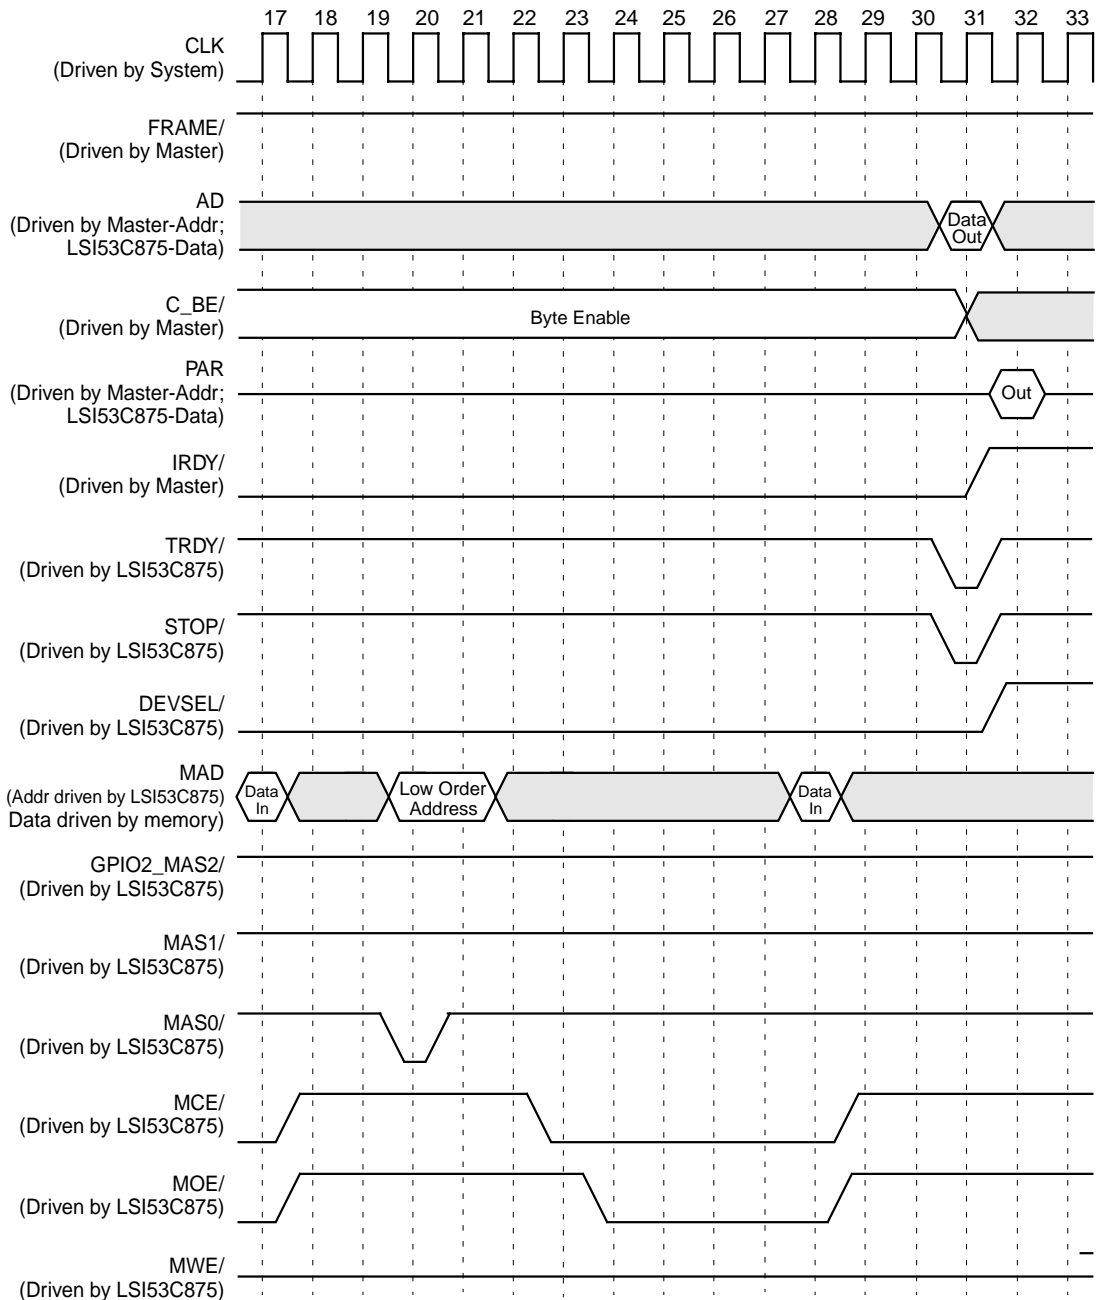 17 18 19 20 21 22 23 24 25 26 27 28 29 30 31 32 33
CLK
(Driven by System)
FRAME/
(Driven by Master)
AD
(Driven by Master-Addr;
LSI53C875-Data)
Data
Out
C_BE/
(Driven by Master)
Byte Enable
PAR
(Driven by Master-Addr;
LSI53C875-Data)
Out
IRDY/
(Driven by Master)
TRDY/
(Driven by LSI53C875)
STOP/
(Driven by LSI53C875)
DEVSEL/
(Driven by LSI53C875)
MAD
(Addr driven by LSI53C875)
Data driven by memory)
Data
In
Low Order
Address
Data
In
GPIO2_MAS2/
(Driven by LSI53C875)
MAS1/
(Driven by LSI53C875)
MAS0/
(Driven by LSI53C875)
MCE/
(Driven by LSI53C875)
MOE/
(Driven by LSI53C875)
MWE/
(Driven by LSI53C875)